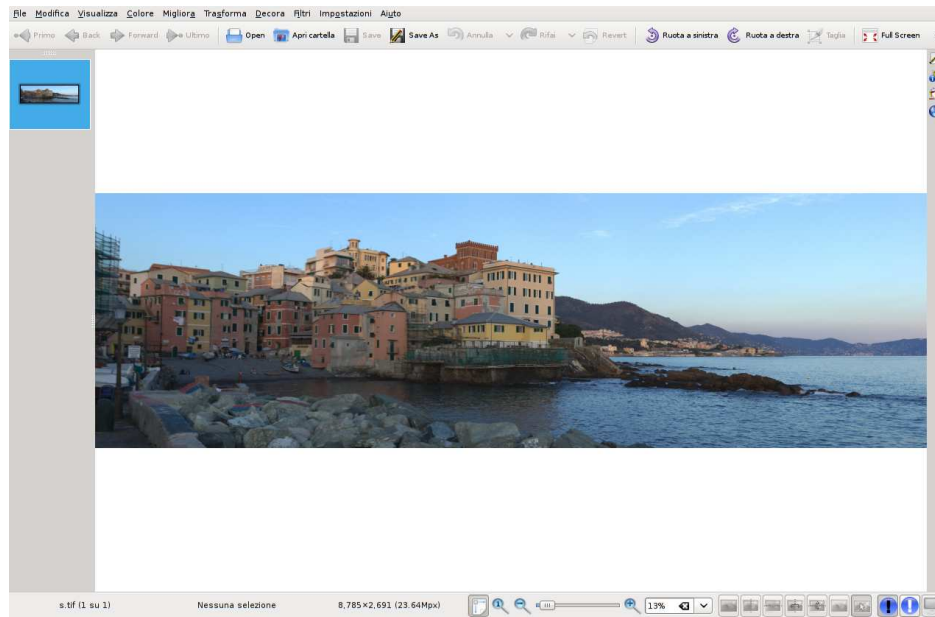 File Modifica Visualizza Colore Migliora Trasforma Decora Filtri Impostazioni Aiuto
Primo Back Forward Ultimo Open Apri cartella Save Save As Annulla Rifai Revert Ruota a sinistra Ruota a destra Taglia Full Screen
s.tif (1 su 1) Nessuna selezione 8,785×2,691 (23.64Mpx) 13%